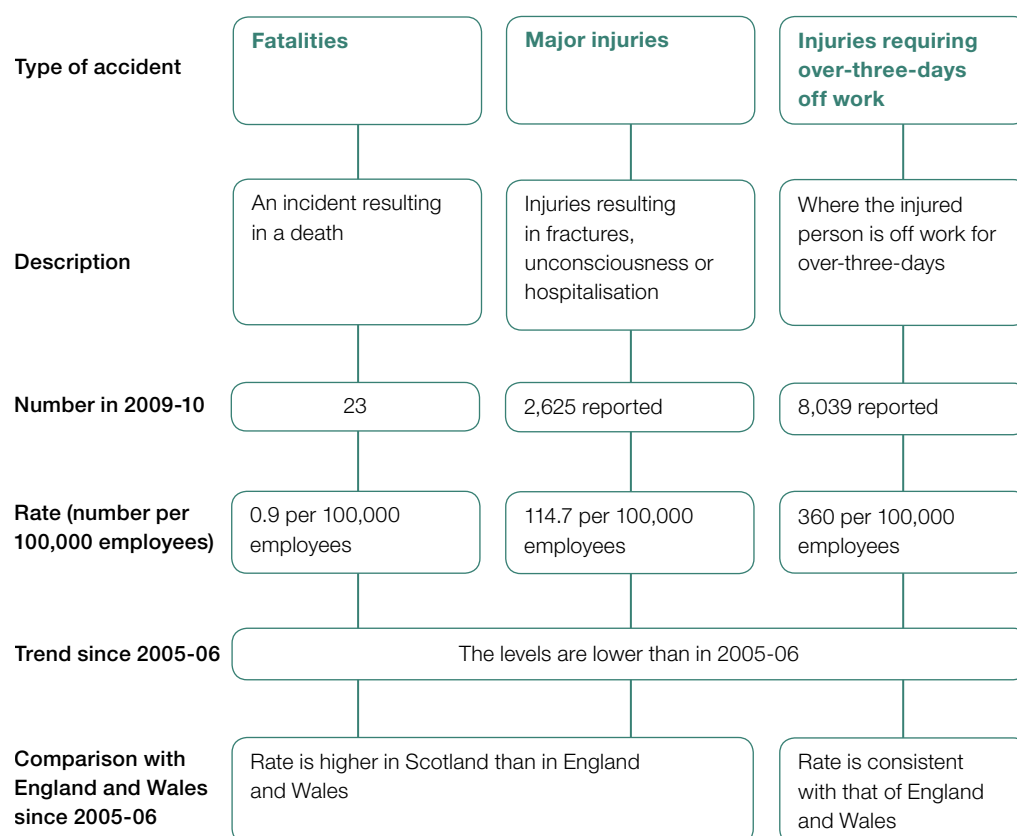 Type of accident
Fatalities
Major injuries
Injuries requiring
over-three-days
off work
Description
An incident resulting
in a death
Injuries resulting
in fractures,
unconsciousness or
hospitalisation
Where the injured
person is off work for
over-three-days
Number in 2009-10
23
2,625 reported
8,039 reported
Rate (number per
100,000 employees)
0.9 per 100,000
employees
114.7 per 100,000
employees
360 per 100,000
employees
Trend since 2005-06
The levels are lower than in 2005-06
Comparison with
England and Wales
since 2005-06
Rate is higher in Scotland than in England
and Wales
Rate is consistent
with that of England
and Wales